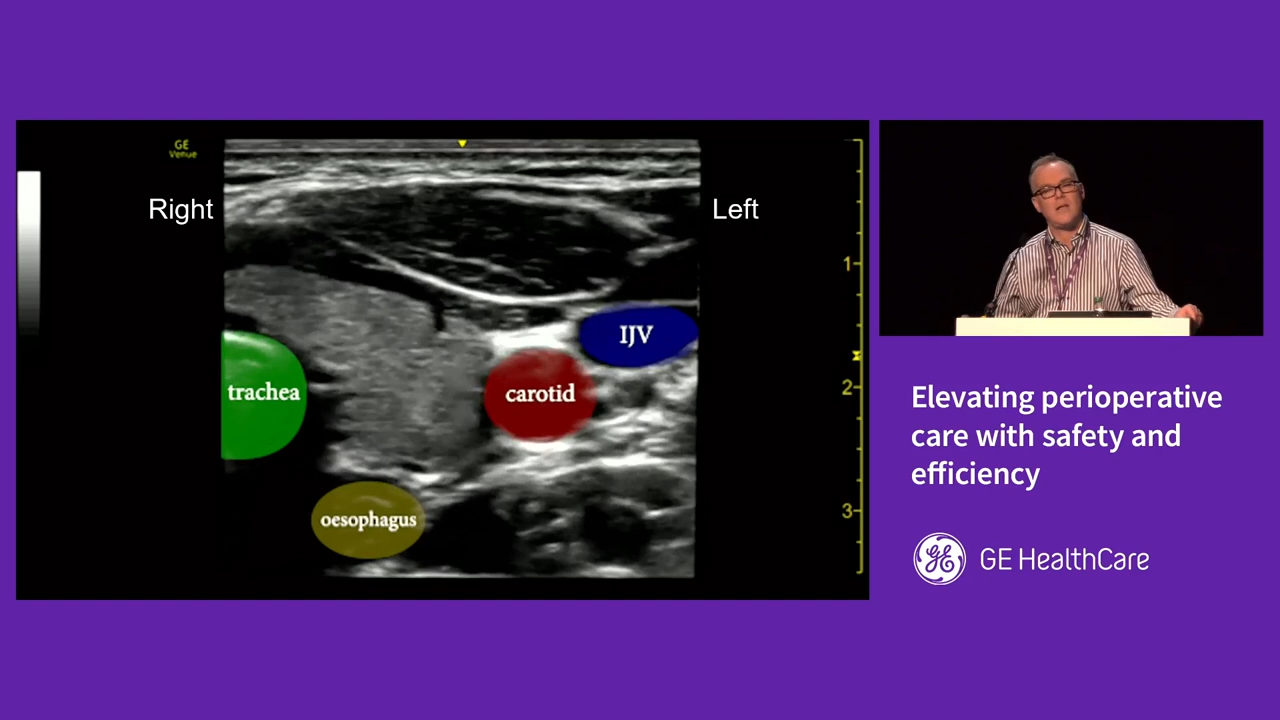 GE
Venue
Right
Left
1
IJV
trachea
carotid
2
oesophagus
3
Elevating perioperative
care with safety and
efficiency
GE HealthCare